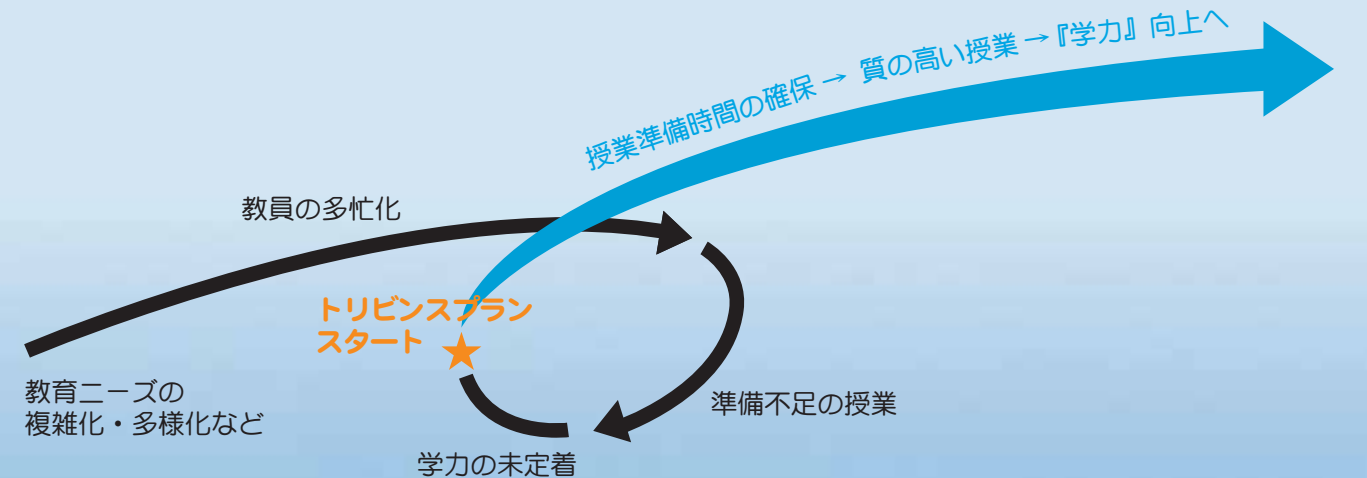 授業準備時間の確保 → 質の高い授業 →『学力』向上へ
教員の多忙化
トリビンスプラン
スタート
教育ニーズの
複雑化・多様化など
準備不足の授業
学力の未定着